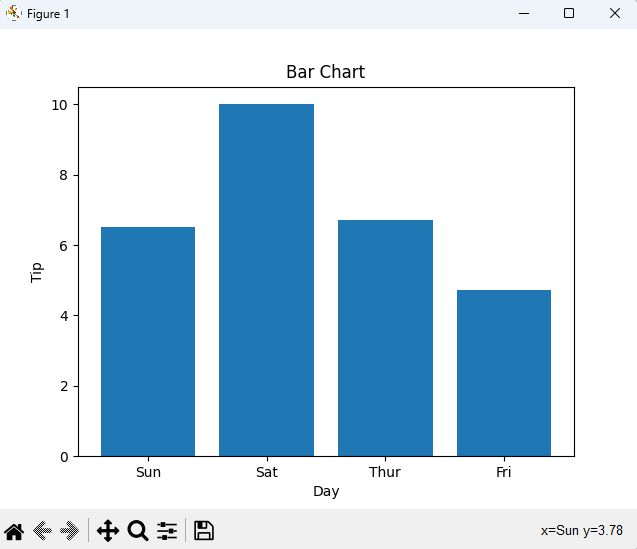 Figure 1
Bar Chart
10
8
6
4
2
0
Tip
Sun Sat Thur Fri
Day
x=Sun y=3.78